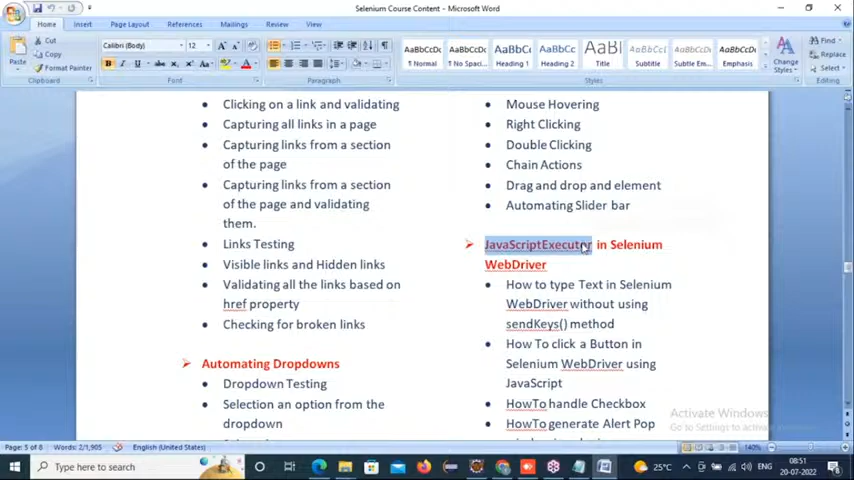 Selenium Course Content - Microsoft Word
Home Insert Page Layout References Mailings Review View
Cut
Copy
Format Painter
Paste
Clipboard
Calibri (Body) 12
Font
Paragraph
AaBbCcDc AaBbCcDc AaBbCc AaBbCc AaBI AaBbCcD AaBbCcDc AaBbCcDc
¶ Normal ¶ No Spaci... Heading 1 Heading 2 Title Subtitle Subtle Em... Emphasis
Change Styles
Styles
Find
Replace
Select
Editing
• Clicking on a link and validating
• Capturing all links in a page
• Capturing links from a section
of the page
• Capturing links from a section
of the page and validating
them.
• Links Testing
• Visible links and Hidden links
• Validating all the links based on
href property
• Checking for broken links
➢ Automating Dropdowns
• Dropdown Testing
• Selection an option from the
dropdown
• Mouse Hovering
• Right Clicking
• Double Clicking
• Chain Actions
• Drag and drop and element
• Automating Slider bar
➢ JavaScriptExecutor in Selenium
WebDriver
• How to type Text in Selenium
WebDriver without using
sendKeys() method
• How To click a Button in
Selenium WebDriver using
JavaScript
• HowTo handle Checkbox
• HowTo generate Alert Pop
Activate Windows
Go to Settings to activate Windows.
Page: 5 of 8 Words: 2/1,905 English (United States) 140%
Type here to search
25°C
ENG
08:51
20-07-2022